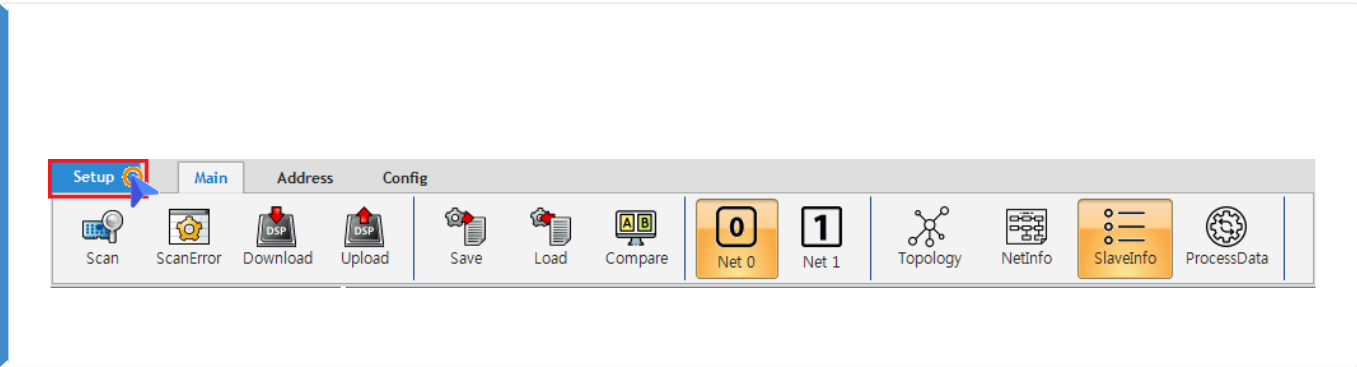 Setup Main Address Config
DSP DSP A B 0 1
Scan ScanError Download Upload Save Load Compare Net 0 Net 1 Topology NetInfo SlaveInfo ProcessData